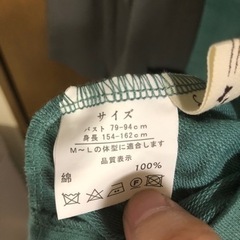 サイズ
バスト 79-94cm
身長 154-162cm
M~Lの体型に適合します
品質表示
綿 100%